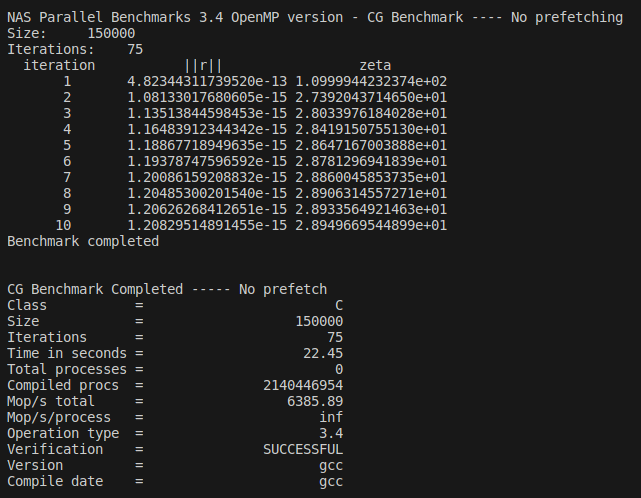 NAS Parallel Benchmarks 3.4 OpenMP version - CG Benchmark ---- No prefetching
Size:     150000
Iterations:    75
  iteration           ||r||                 zeta
       1       4.82344311739520e-13 1.0999944232374e+02
       2       1.08133017680605e-15 2.7392043714650e+01
       3       1.13513844598453e-15 2.8033976184028e+01
       4       1.16483912344342e-15 2.8419150755130e+01
       5       1.18867718949635e-15 2.8647167003888e+01
       6       1.19378747596592e-15 2.8781296941839e+01
       7       1.20086159208832e-15 2.8860045853735e+01
       8       1.20485300201540e-15 2.8906314557271e+01
       9       1.20626268412651e-15 2.8933564921463e+01
      10       1.20829514891455e-15 2.8949669544899e+01
Benchmark completed
CG Benchmark Completed ----- No prefetch
Class           =                        C
Size            =                   150000
Iterations      =                       75
Time in seconds =                    22.45
Total processes =                        0
Compiled procs  =               2140446954
Mop/s total     =                  6385.89
Mop/s/process   =                      inf
Operation type  =                      3.4
Verification    =               SUCCESSFUL
Version         =                      gcc
Compile date    =                      gcc